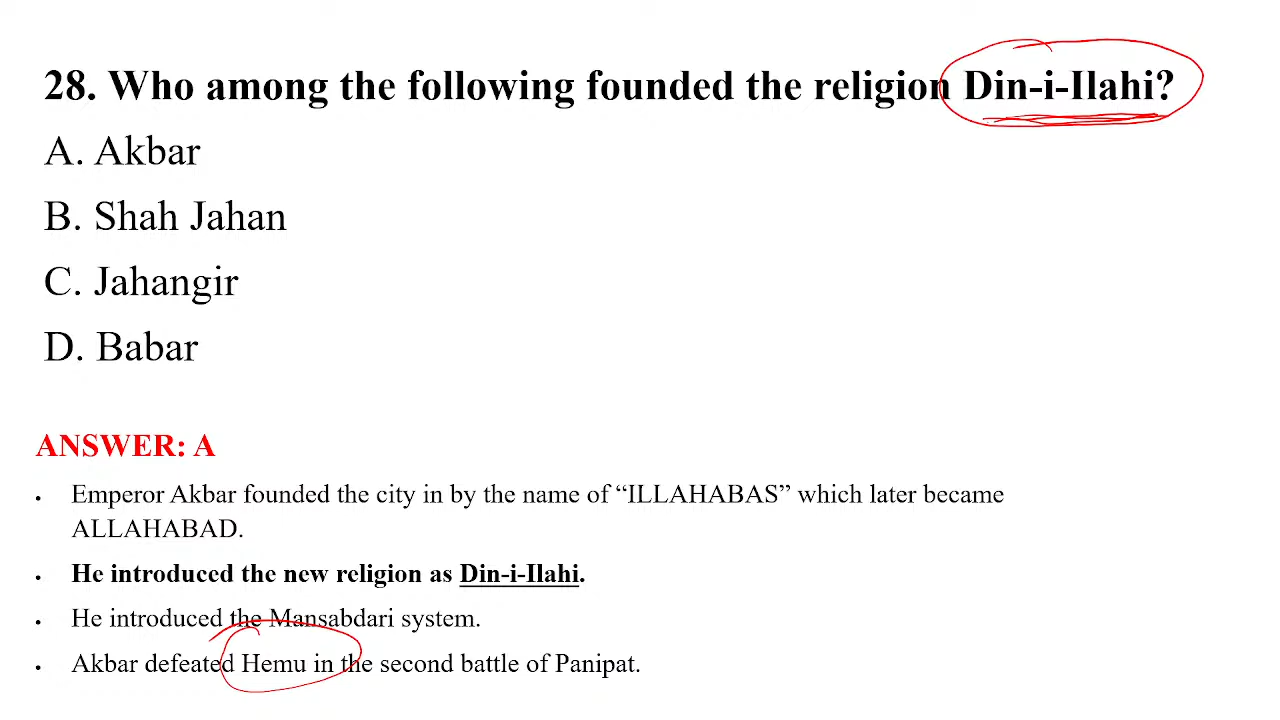 28. Who among the following founded the religion Din-i-Ilahi?
A. Akbar
B. Shah Jahan
C. Jahangir
D. Babar
ANSWER: A
• Emperor Akbar founded the city in by the name of “ILLAHABAS” which later became
ALLAHABAD.
• He introduced the new religion as Din-i-Ilahi.
• He introduced the Mansabdari system.
• Akbar defeated Hemu in the second battle of Panipat.